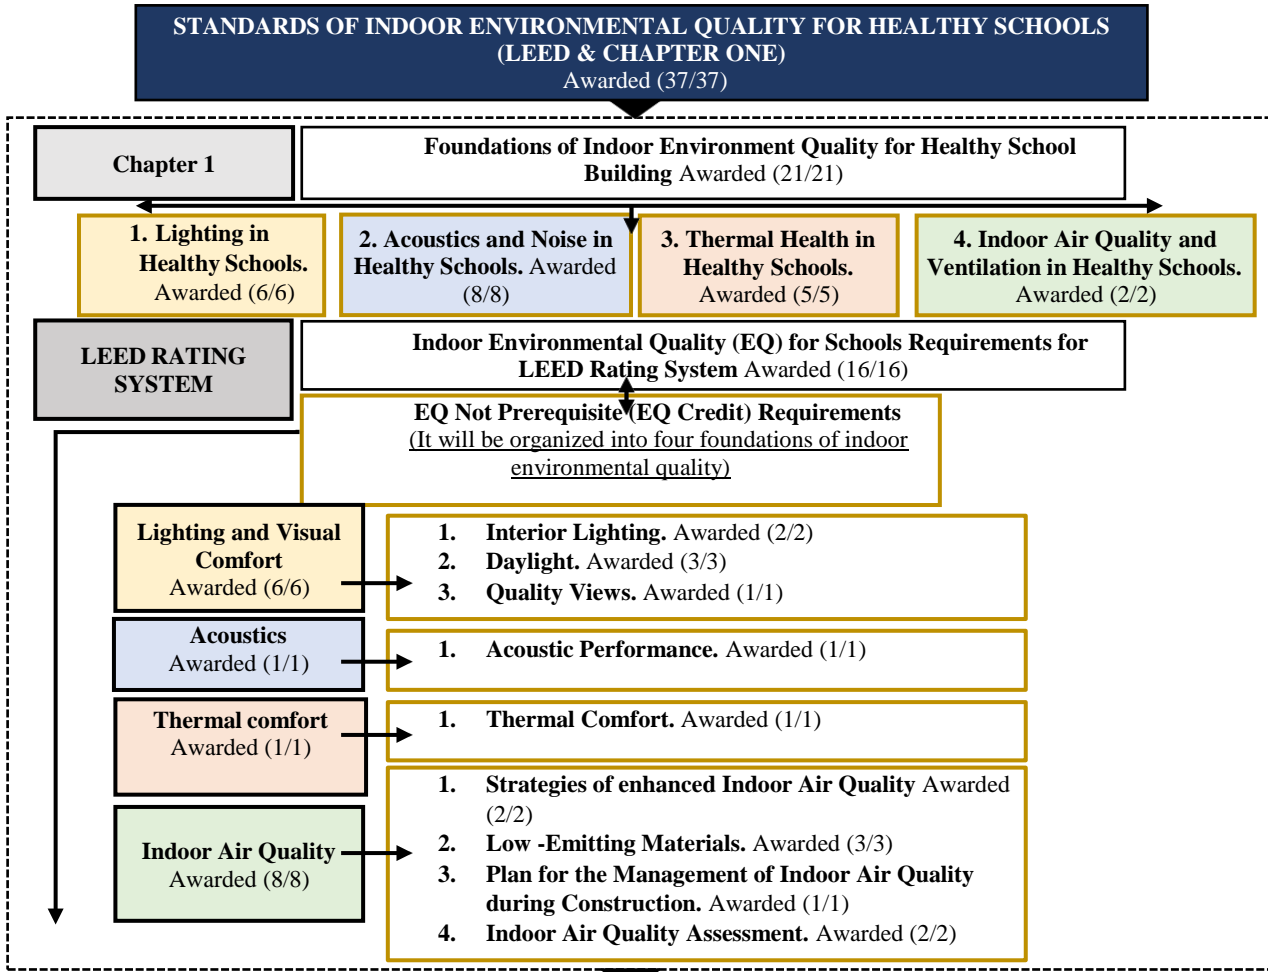 STANDARDS OF INDOOR ENVIRONMENTAL QUALITY FOR HEALTHY SCHOOLS
(LEED & CHAPTER ONE)
Awarded (37/37)
Chapter 1
Foundations of Indoor Environment Quality for Healthy School
Building Awarded (21/21)
1. Lighting in
Healthy Schools.
Awarded (6/6)
2. Acoustics and Noise in
Healthy Schools. Awarded
(8/8)
3. Thermal Health in
Healthy Schools.
Awarded (5/5)
4. Indoor Air Quality and
Ventilation in Healthy Schools.
Awarded (2/2)
LEED RATING
SYSTEM
Indoor Environmental Quality (EQ) for Schools Requirements for
LEED Rating System Awarded (16/16)
EQ Not Prerequisite (EQ Credit) Requirements
(It will be organized into four foundations of indoor
environmental quality)
Lighting and Visual
Comfort
Awarded (6/6)
1. Interior Lighting. Awarded (2/2)
2. Daylight. Awarded (3/3)
3. Quality Views. Awarded (1/1)
Acoustics
Awarded (1/1)
1. Acoustic Performance. Awarded (1/1)
Thermal comfort
Awarded (1/1)
1. Thermal Comfort. Awarded (1/1)
Indoor Air Quality
Awarded (8/8)
1. Strategies of enhanced Indoor Air Quality Awarded
(2/2)
2. Low -Emitting Materials. Awarded (3/3)
3. Plan for the Management of Indoor Air Quality
during Construction. Awarded (1/1)
4. Indoor Air Quality Assessment. Awarded (2/2)